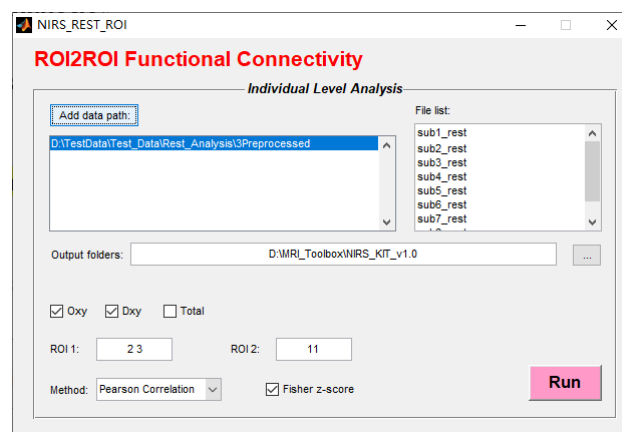 NIRS_REST_ROI
ROI2ROI Functional Connectivity
Individual Level Analysis
Add data path:
File list:
D:\TestData\Test_Data\Rest_Analysis\3Preprocessed
sub1_rest
sub2_rest
sub3_rest
sub4_rest
sub5_rest
sub6_rest
sub7_rest
Output folders: D:\MRI_Toolbox\NIRS_KIT_v1.0 ...
Oxy Dxy Total
ROI 1: 2 3 ROI 2: 11
Method: Pearson Correlation Fisher z-score Run